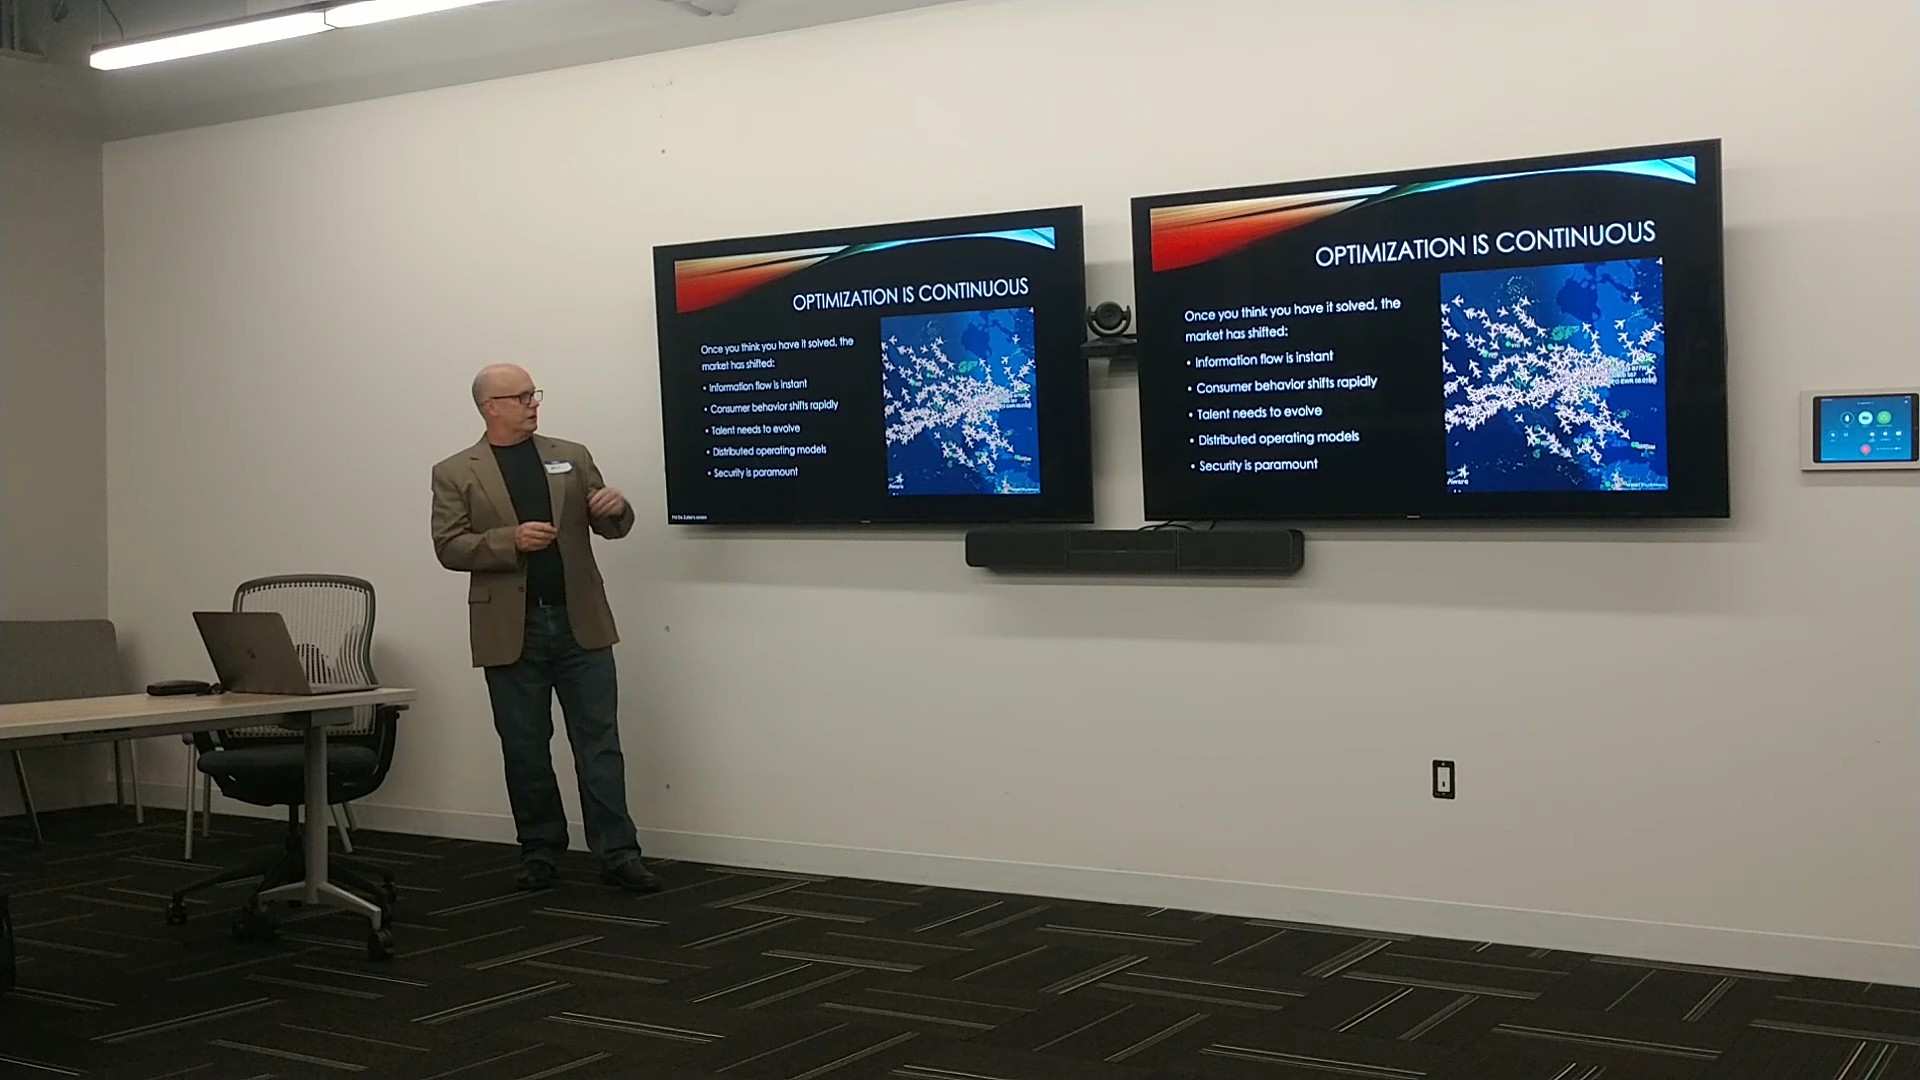 OPTIMIZATION IS CONTINUOUS
Once you think you have it solved, the
market has shifted:
• Information flow is instant
• Consumer behavior shifts rapidly
• Talent needs to evolve
• Distributed operating models
• Security is paramount
OPTIMIZATION IS CONTINUOUS
Once you think you have it solved, the
market has shifted:
• Information flow is instant
• Consumer behavior shifts rapidly
• Talent needs to evolve
• Distributed operating models
• Security is paramount